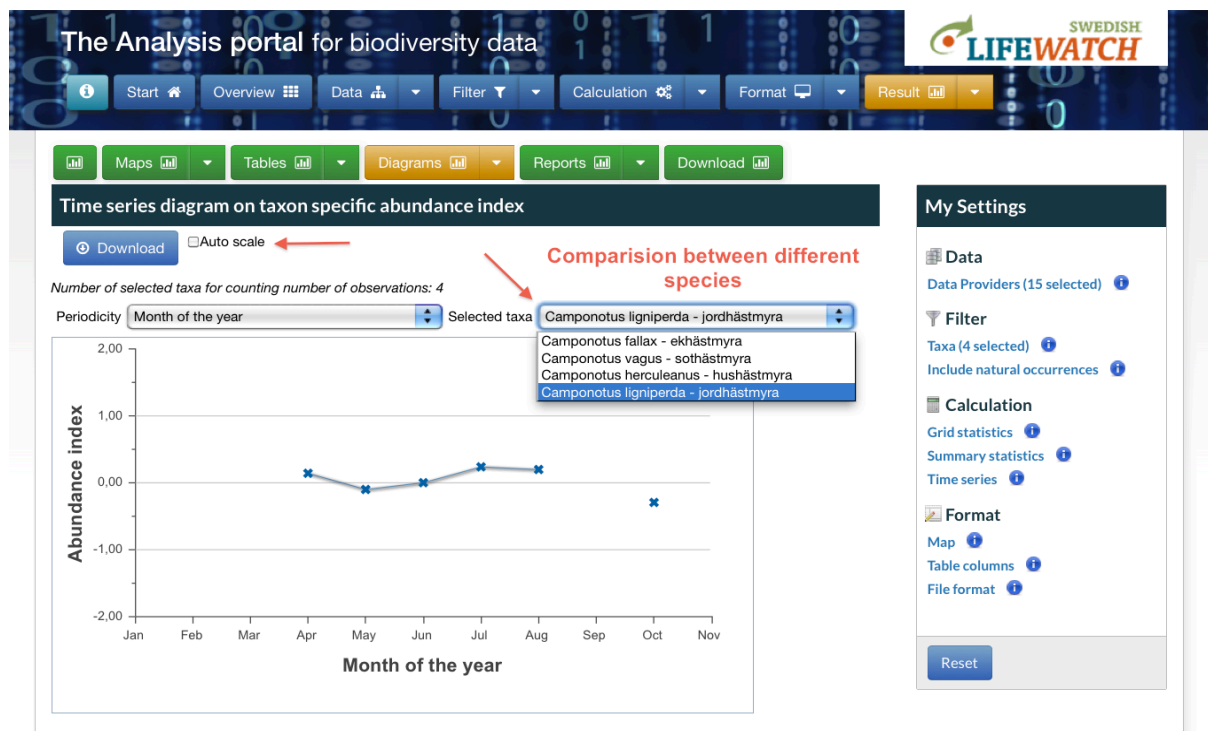 The Analysis portal for biodiversity data
SWEDISH
LIFEWATCH
Start
Overview
Data
Filter
Calculation
Format
Result
Maps
Tables
Diagrams
Reports
Download
Time series diagram on taxon specific abundance index
Download
Auto scale
Comparision between different
species
Number of selected taxa for counting number of observations: 4
Periodicity
Month of the year
Selected taxa
Camponotus ligniperda - jordhästmyra
Camponotus fallax - ekhästmyra
Camponotus vagus - sothästmyra
Camponotus herculeanus - hushästmyra
Camponotus ligniperda - jordhästmyra
2,00
1,00
0,00
-1,00
-2,00
Abundance index
Jan Feb Mar Apr May Jun Jul Aug Sep Oct Nov
Month of the year
My Settings
Data
Data Providers (15 selected)
Filter
Taxa (4 selected)
Include natural occurrences
Calculation
Grid statistics
Summary statistics
Time series
Format
Map
Table columns
File format
Reset